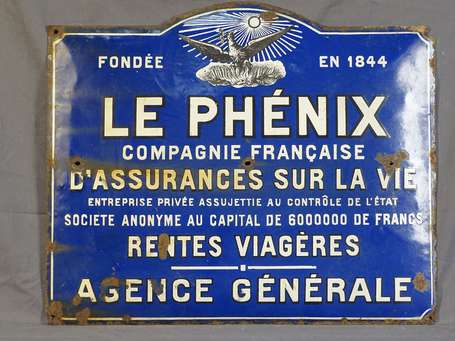 FONDÉE EN 1844
LE PHÉNIX
COMPAGNIE FRANÇAISE
D'ASSURANCES SUR LA VIE
ENTREPRISE PRIVÉE ASSUJETTIE AU CONTRÔLE DE L'ÉTAT
SOCIETE ANONYME AU CAPITAL DE 6000000 DE FRANCS
RENTES VIAGÈRES
AGENCE GÉNÉRALE